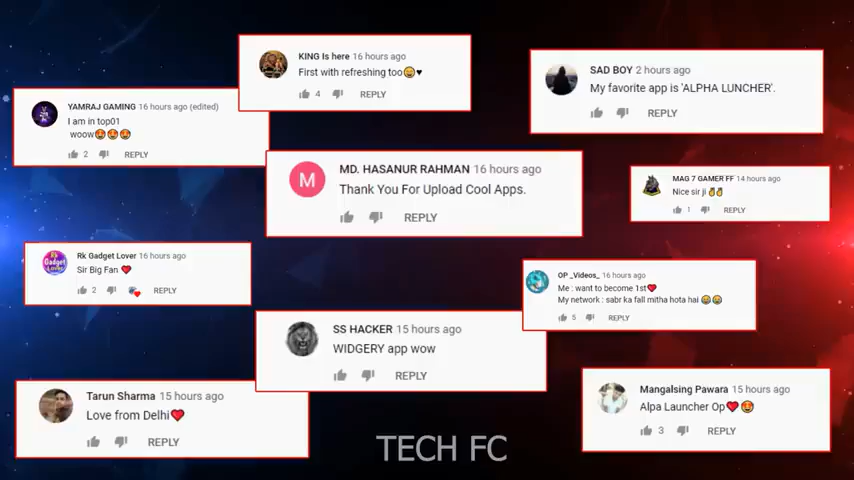 KING Is here 16 hours ago
First with refreshing too😄♥
4 REPLY
SAD BOY 2 hours ago
My favorite app is 'ALPHA LUNCHER'.
REPLY
YAMRAJ GAMING 16 hours ago (edited)
I am in top01
woow🤩🤩🤩
2 REPLY
MD. HASANUR RAHMAN 16 hours ago
M
Thank You For Upload Cool Apps.
REPLY
MAG 7 GAMER FF 14 hours ago
Nice sir ji✌✌
1 REPLY
Rk Gadget Lover 16 hours ago
Rk Gadget Lover
Sir Big Fan ❤
2 REPLY
OP _Videos_ 16 hours ago
Me : want to become 1st❤
My network : sabr ka fall mitha hota hai 😂😂
5 REPLY
SS HACKER 15 hours ago
WIDGERY app wow
REPLY
Tarun Sharma 15 hours ago
Love from Delhi❤
REPLY
Mangalsing Pawara 15 hours ago
Alpa Launcher Op❤🤩
3 REPLY
TECH FC